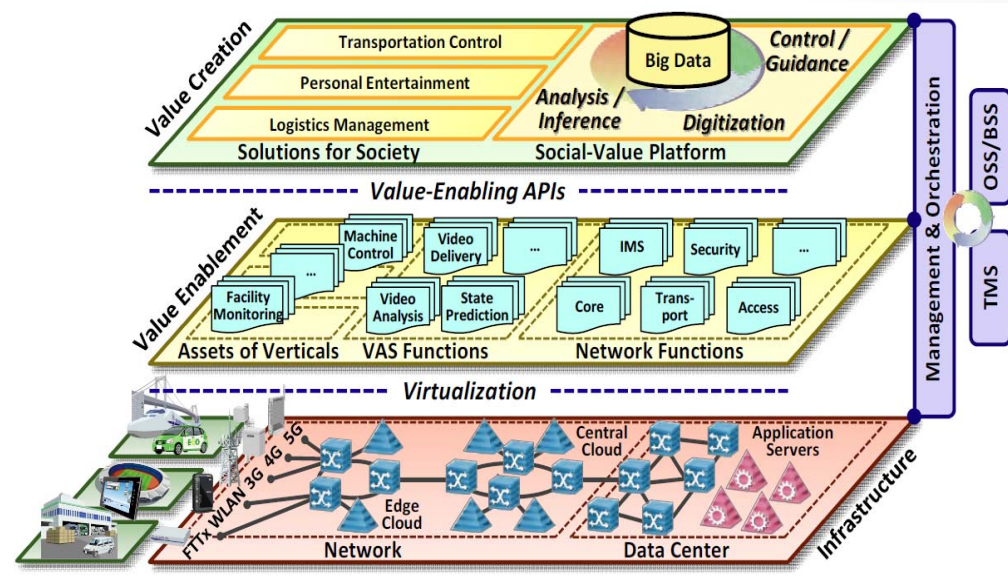 Value Creation
Transportation Control
Personal Entertainment
Logistics Management
Solutions for Society
Big Data
Control /
Guidance
Analysis /
Inference
Digitization
Social-Value Platform
Value-Enabling APIs
Value Enablement
Machine
Control
...
Facility
Monitoring
Assets of Verticals
Video
Delivery
...
Video
Analysis
State
Prediction
VAS Functions
IMS
Security
...
Core
Trans-
port
Access
Network Functions
Virtualization
5G
4G
3G
WLAN
FTTx
Edge
Cloud
Network
Central
Cloud
Application
Servers
Data Center
Infrastructure
Management & Orchestration
OSS/BSS
TMS